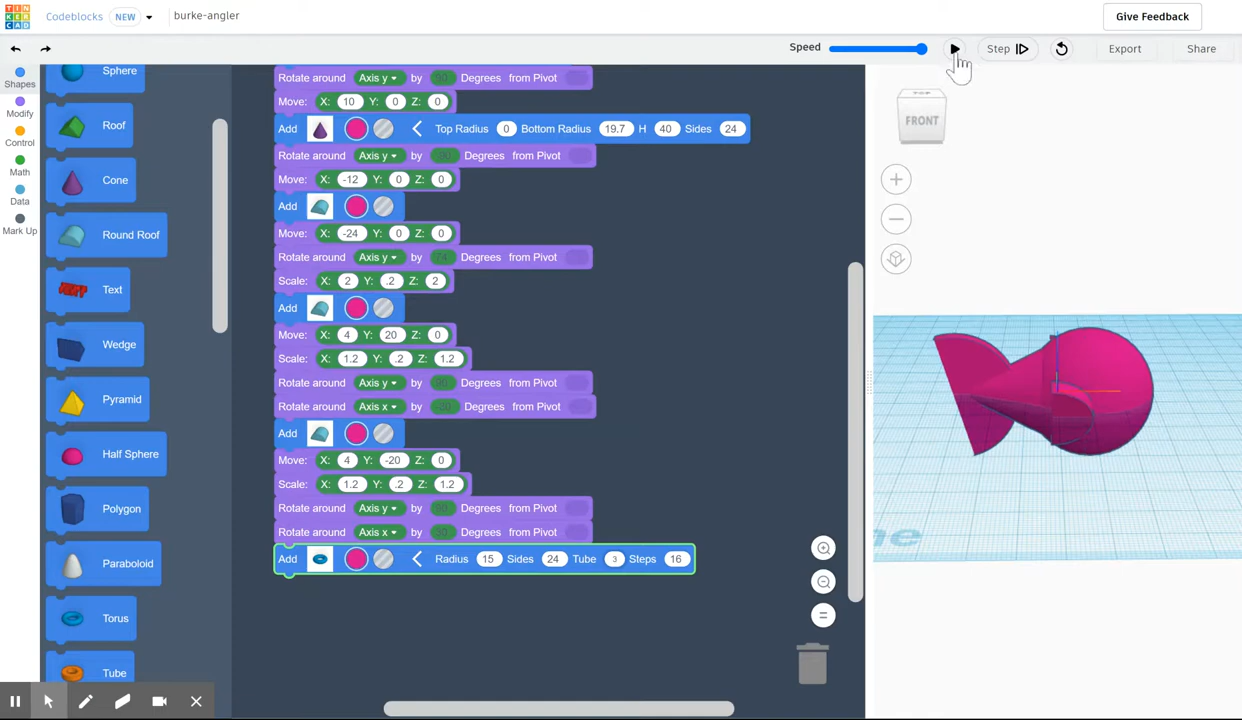 TIN
KER
CAD
Codeblocks NEW burke-angler
Give Feedback
Speed Step Export Share
Shapes
Modify
Control
Math
Data
Mark Up
Sphere
Roof
Cone
Round Roof
Text
Wedge
Pyramid
Half Sphere
Polygon
Paraboloid
Torus
Tube
Rotate around Axis y by 90 Degrees from Pivot
Move: X: 10 Y: 0 Z: 0
Add Top Radius 0 Bottom Radius 19.7 H 40 Sides 24
Rotate around Axis y by -90 Degrees from Pivot
Move: X: -12 Y: 0 Z: 0
Add
Move: X: -24 Y: 0 Z: 0
Rotate around Axis y by 74 Degrees from Pivot
Scale: X: 2 Y: .2 Z: 2
Add
Move: X: 4 Y: 20 Z: 0
Scale: X: 1.2 Y: .2 Z: 1.2
Rotate around Axis y by 90 Degrees from Pivot
Rotate around Axis x by Degrees from Pivot
Add
Move: X: 4 Y: -20 Z: 0
Scale: X: 1.2 Y: .2 Z: 1.2
Rotate around Axis y by 90 Degrees from Pivot
Rotate around Axis x by Degrees from Pivot
Add Radius 15 Sides 24 Tube 3 Steps 16
TOP
FRONT
ne